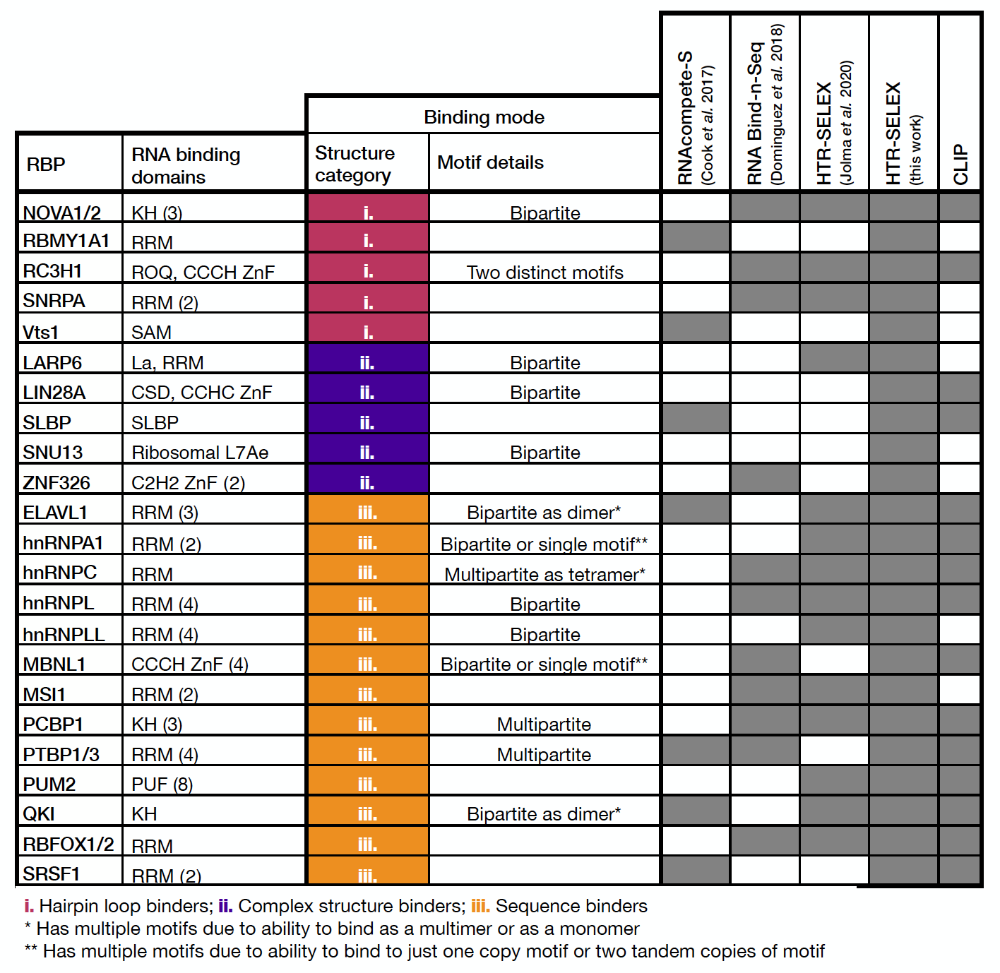 RNAcompete-S
(Cook et al. 2017)
RNA Bind-n-Seq
(Dominguez et al. 2018)
HTR-SELEX
(Jolma et al. 2020)
HTR-SELEX
(this work)
CLIP
Binding mode
RBP
RNA binding
domains
Structure
category
Motif details
NOVA1/2 KH (3) i. Bipartite
RBMY1A1 RRM i.
RC3H1 ROQ, CCCH ZnF i. Two distinct motifs
SNRPA RRM (2) i.
Vts1 SAM i.
LARP6 La, RRM ii. Bipartite
LIN28A CSD, CCHC ZnF ii. Bipartite
SLBP SLBP ii.
SNU13 Ribosomal L7Ae ii. Bipartite
ZNF326 C2H2 ZnF (2) ii.
ELAVL1 RRM (3) iii. Bipartite as dimer*
hnRNPA1 RRM (2) iii. Bipartite or single motif**
hnRNPC RRM iii. Multipartite as tetramer*
hnRNPL RRM (4) iii. Bipartite
hnRNPLL RRM (4) iii. Bipartite
MBNL1 CCCH ZnF (4) iii. Bipartite or single motif**
MSI1 RRM (2) iii.
PCBP1 KH (3) iii. Multipartite
PTBP1/3 RRM (4) iii. Multipartite
PUM2 PUF (8) iii.
QKI KH iii. Bipartite as dimer*
RBFOX1/2 RRM iii.
SRSF1 RRM (2) iii.
i. Hairpin loop binders; ii. Complex structure binders; iii. Sequence binders
* Has multiple motifs due to ability to bind as a multimer or as a monomer
** Has multiple motifs due to ability to bind to just one copy motif or two tandem copies of motif